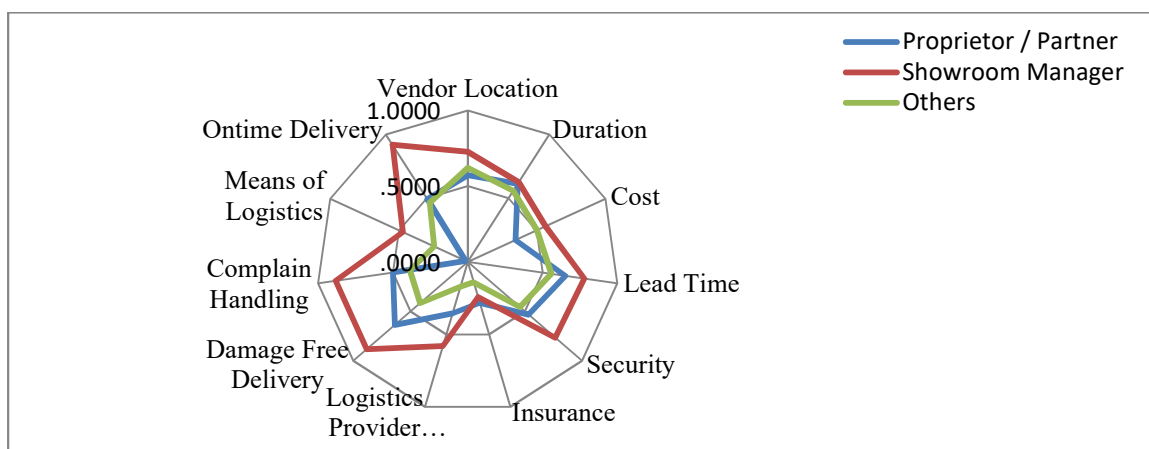 Proprietor / Partner
Showroom Manager
Others
Vendor Location
1.0000
Ontime Delivery
Duration
Means of
Logistics
.5000
Cost
Complain
Handling
.0000
Lead Time
Damage Free
Delivery
Security
Logistics
Provider…
Insurance